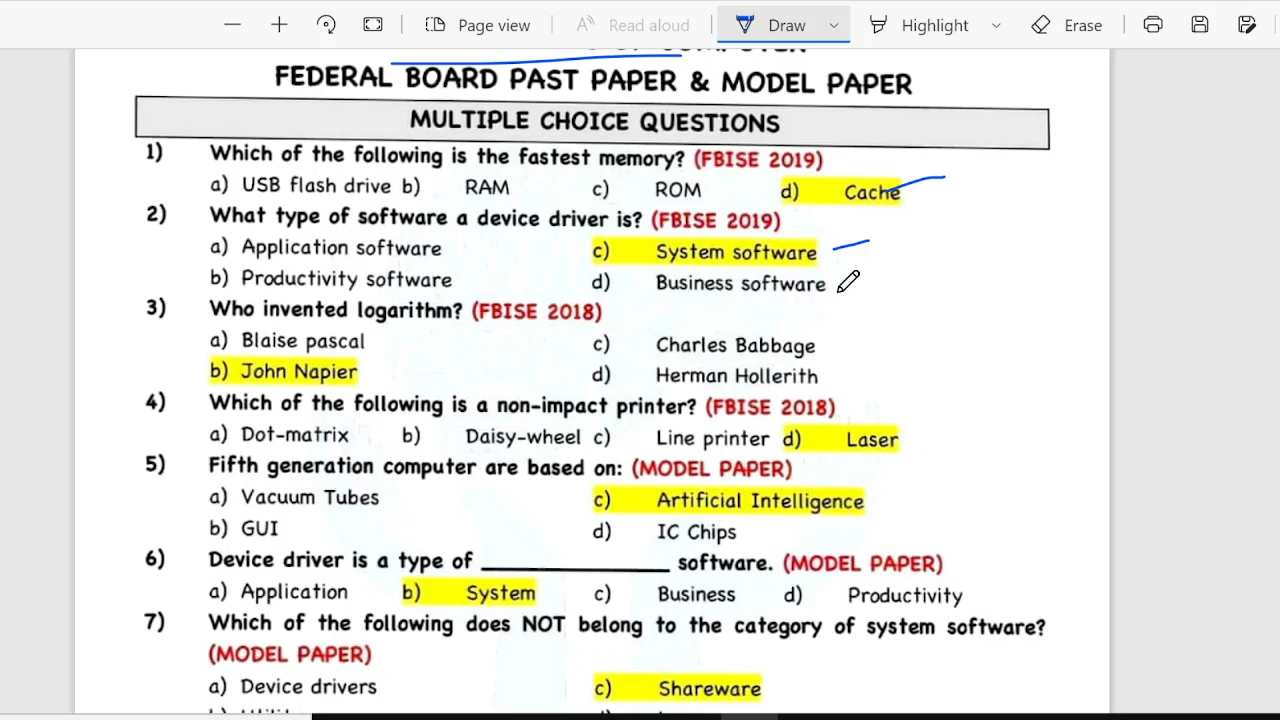 Page view
Read aloud
Draw
Highlight
Erase
COMPUTER
FEDERAL BOARD PAST PAPER & MODEL PAPER
MULTIPLE CHOICE QUESTIONS
1) Which of the following is the fastest memory? (FBISE 2019)
a) USB flash drive b) RAM c) ROM d) Cache
2) What type of software a device driver is? (FBISE 2019)
a) Application software c) System software
b) Productivity software d) Business software
3) Who invented logarithm? (FBISE 2018)
a) Blaise pascal c) Charles Babbage
b) John Napier d) Herman Hollerith
4) Which of the following is a non-impact printer? (FBISE 2018)
a) Dot-matrix b) Daisy-wheel c) Line printer d) Laser
5) Fifth generation computer are based on: (MODEL PAPER)
a) Vacuum Tubes c) Artificial Intelligence
b) GUI d) IC Chips
6) Device driver is a type of ______________ software. (MODEL PAPER)
a) Application b) System c) Business d) Productivity
7) Which of the following does NOT belong to the category of system software?
(MODEL PAPER)
a) Device drivers c) Shareware